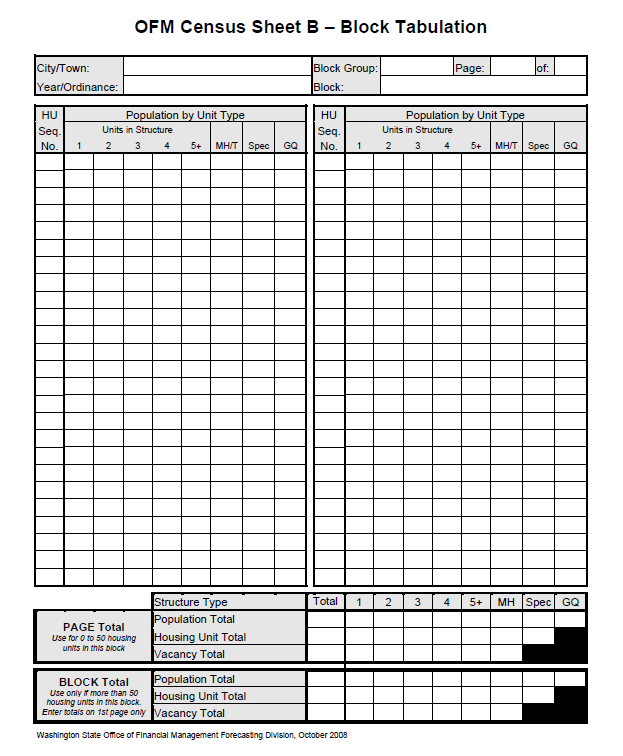 OFM Census Sheet B – Block Tabulation
City/Town: Block Group: Page: of:
Year/Ordinance: Block:
HU Population by Unit Type HU Population by Unit Type
Seq. Units in Structure Seq. Units in Structure
No. 1 2 3 4 5+ MH/T Spec GQ No. 1 2 3 4 5+ MH/T Spec GQ
Structure Type Total 1 2 3 4 5+ MH Spec GQ
PAGE Total
Use for 0 to 50 housing
units in this block
Population Total
Housing Unit Total
Vacancy Total
BLOCK Total
Use only if more than 50
housing units in this block.
Enter totals on 1st page only
Population Total
Housing Unit Total
Vacancy Total
Washington State Office of Financial Management Forecasting Division, October 2008